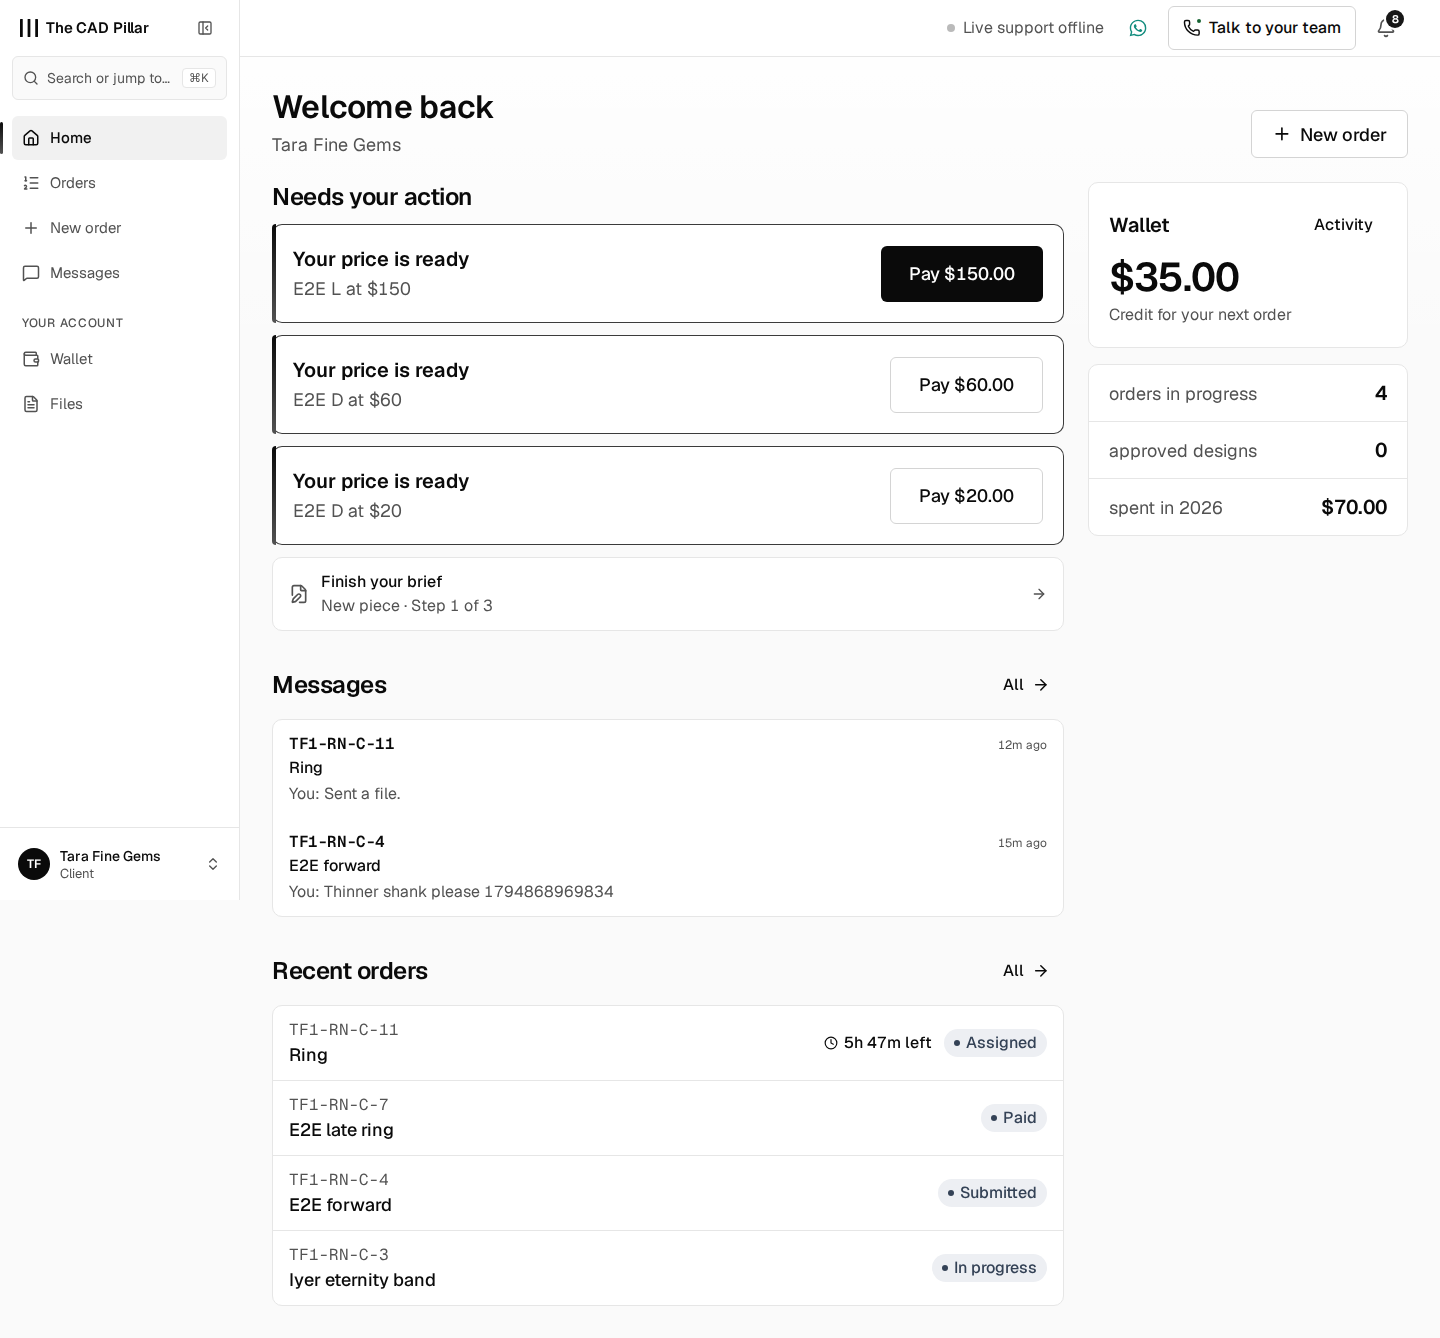 The CAD Pillar
Search or jump to... ⌘K
Home
Orders
New order
Messages
YOUR ACCOUNT
Wallet
Files
TF
Tara Fine Gems
Client
Live support offline
Talk to your team
8
Welcome back
Tara Fine Gems
New order
Needs your action
Your price is ready
E2E L at $150
Pay $150.00
Your price is ready
E2E D at $60
Pay $60.00
Your price is ready
E2E D at $20
Pay $20.00
Finish your brief
New piece · Step 1 of 3
Wallet
Activity
$35.00
Credit for your next order
orders in progress 4
approved designs 0
spent in 2026 $70.00
Messages
All
TF1-RN-C-11
12m ago
Ring
You: Sent a file.
TF1-RN-C-4
15m ago
E2E forward
You: Thinner shank please 1794868969834
Recent orders
All
TF1-RN-C-11
Ring
5h 47m left
Assigned
TF1-RN-C-7
E2E late ring
Paid
TF1-RN-C-4
E2E forward
Submitted
TF1-RN-C-3
Iyer eternity band
In progress